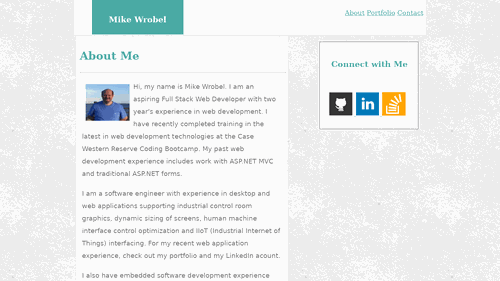 Mike Wrobel
About Portfolio Contact
About Me
Hi, my name is Mike Wrobel. I am an
aspiring Full Stack Web Developer with two
year's experience in web development. I
have recently completed training in the
latest in web development technologies at the Case
Western Reserve Coding Bootcamp. My past web
development experience includes work with ASP.NET MVC
and traditional ASP.NET forms.
I am a software engineer with experience in desktop and
web applications supporting industrial control room
graphics, dynamic sizing of screens, human machine
interface control optimization and IIoT (Industrial Internet of
Things) interfacing. For my recent web application
experience, check out my portfolio and my LinkedIn acount.
I also have embedded software development experience
Connect with Me
in